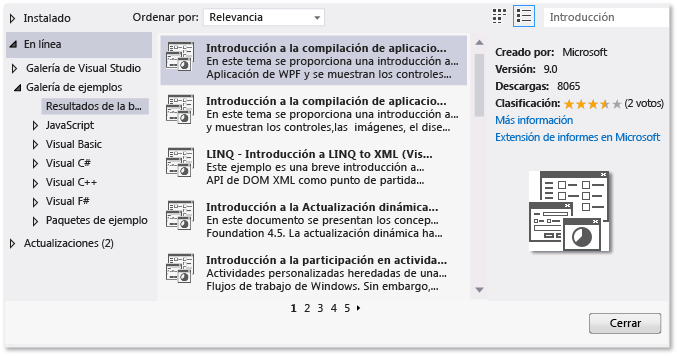 Instalado
En línea
Galería de Visual Studio
Galería de ejemplos
Resultados de la b...
JavaScript
Visual Basic
Visual C#
Visual C++
Visual F#
Paquetes de ejemplo
Actualizaciones (2)
Ordenar por: Relevancia
Introducción a la compilación de aplicacio...
En este tema se proporciona una introducción a...
Aplicación de WPF y se muestran los controles...
Introducción a la compilación de aplicacio...
En este tema se proporciona una introducción a...
y muestran los controles,las imágenes, el dise...
LINQ - Introducción a LINQ to XML (Vis...
Este ejemplo es una breve introducción a...
API de DOM XML como punto de partida...
Introducción a la Actualización dinámica...
En este documento se presentan los concep...
Foundation 4.5. La actualización dinámica ha...
Introducción a la participación en activida...
Actividades personalizadas heredadas de una...
Flujos de trabajo de Windows. Sin embargo,...
1 2 3 4 5
Introducción
Creado por: Microsoft
Versión: 9.0
Descargas: 8065
Clasificación: (2 votos)
Más información
Extensión de informes en Microsoft
Cerrar